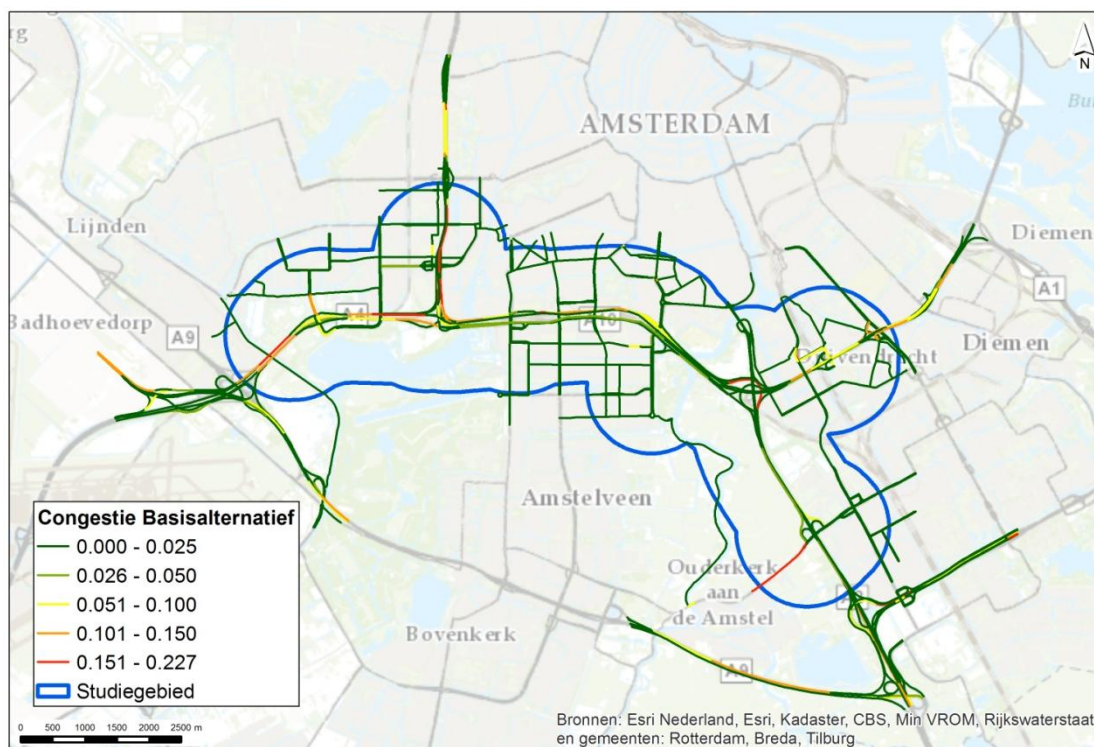 AMSTERDAM
N
Lijnden
Diemen
A1
Badhoevedorp
A9
A4
A10
Duivendrecht
Diemen
Amstelveen
Ouderkerk
aan
de Amstel
Bovenkerk
A9
Congestie Basisalternatief
0.000 - 0.025
0.026 - 0.050
0.051 - 0.100
0.101 - 0.150
0.151 - 0.227
Studiegebied
0 500 1000 1500 2000 2500 m
Bronnen: Esri Nederland, Esri, Kadaster, CBS, Min VROM, Rijkswaterstaat
en gemeenten: Rotterdam, Breda, Tilburg